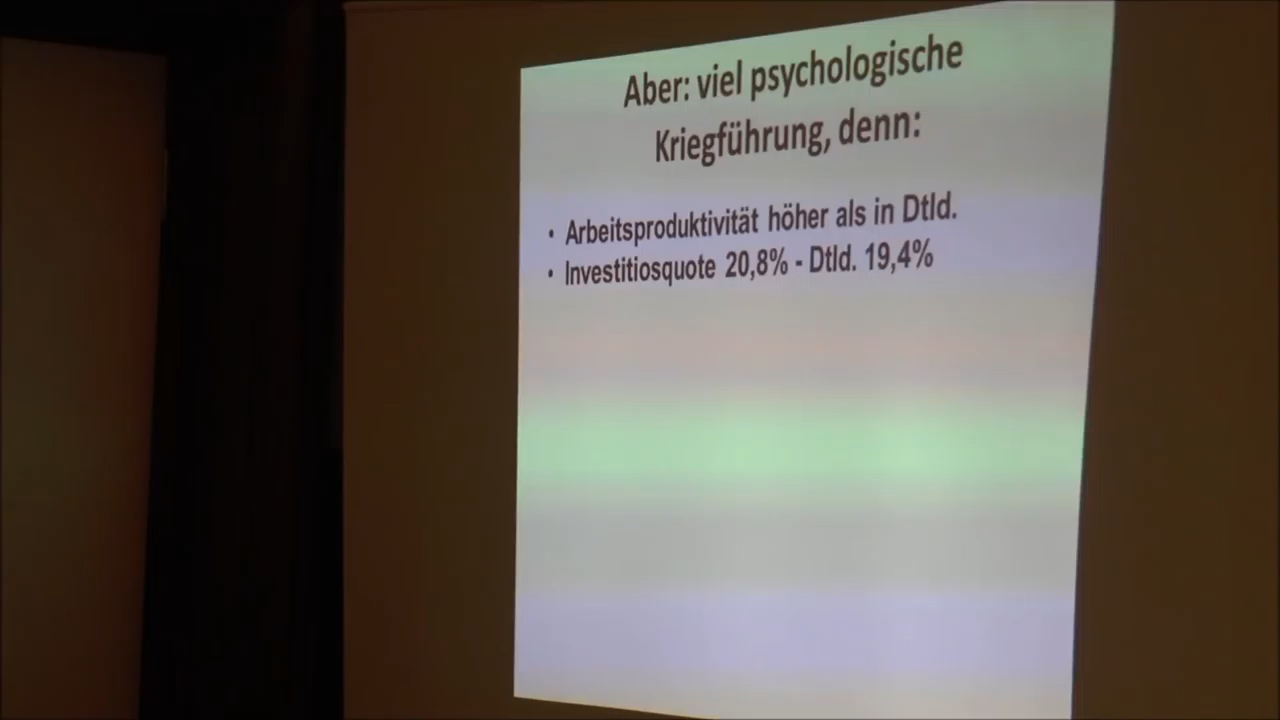 Aber: viel psychologische
Kriegführung, denn:
• Arbeitsproduktivität höher als in Dtld.
• Investitiosquote 20,8% - Dtld. 19,4%